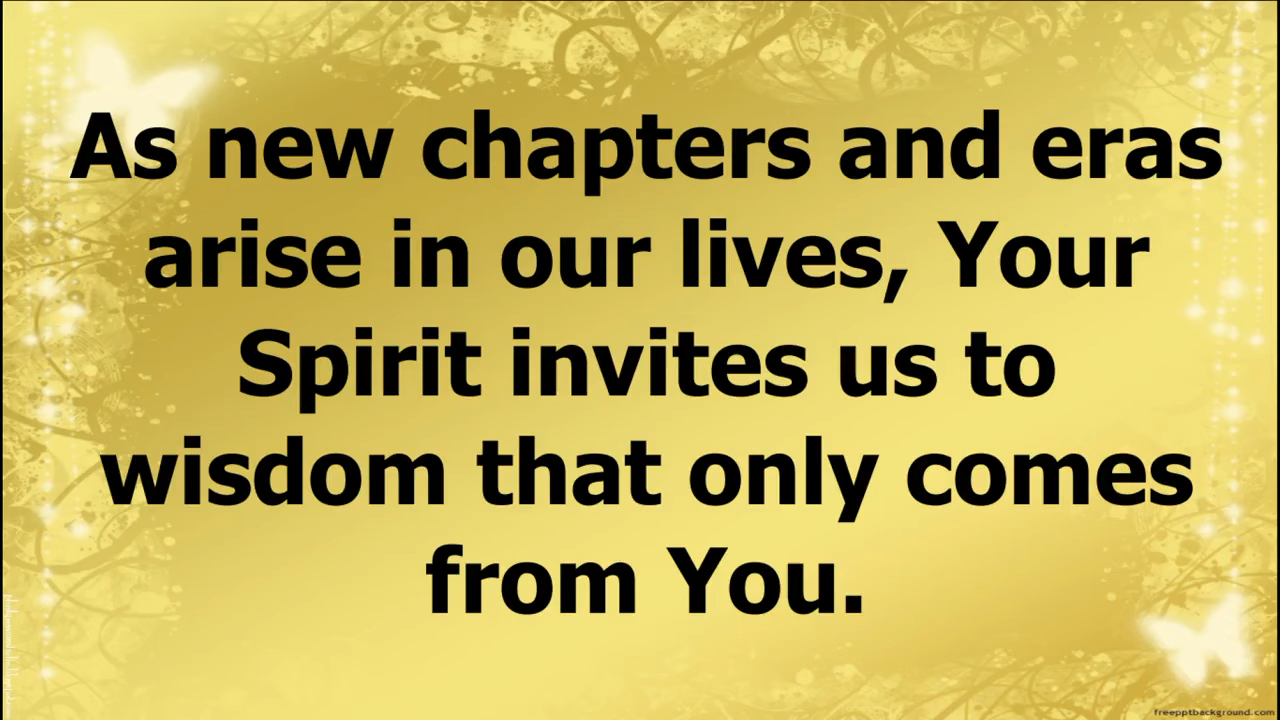 As new chapters and eras
arise in our lives, Your
Spirit invites us to
wisdom that only comes
from You.
freepptbackground.com